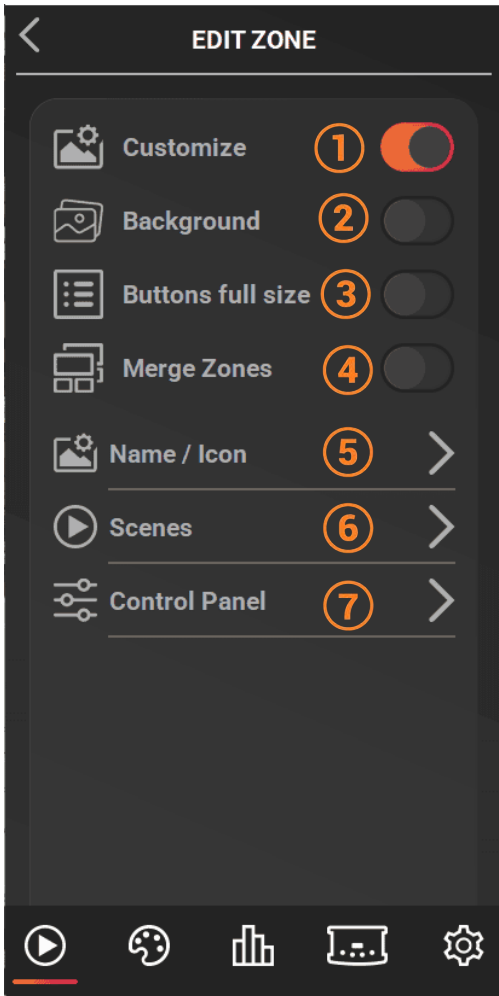 EDIT ZONE
Customize 1
Background 2
Buttons full size 3
Merge Zones 4
Name / Icon 5
Scenes 6
Control Panel 7